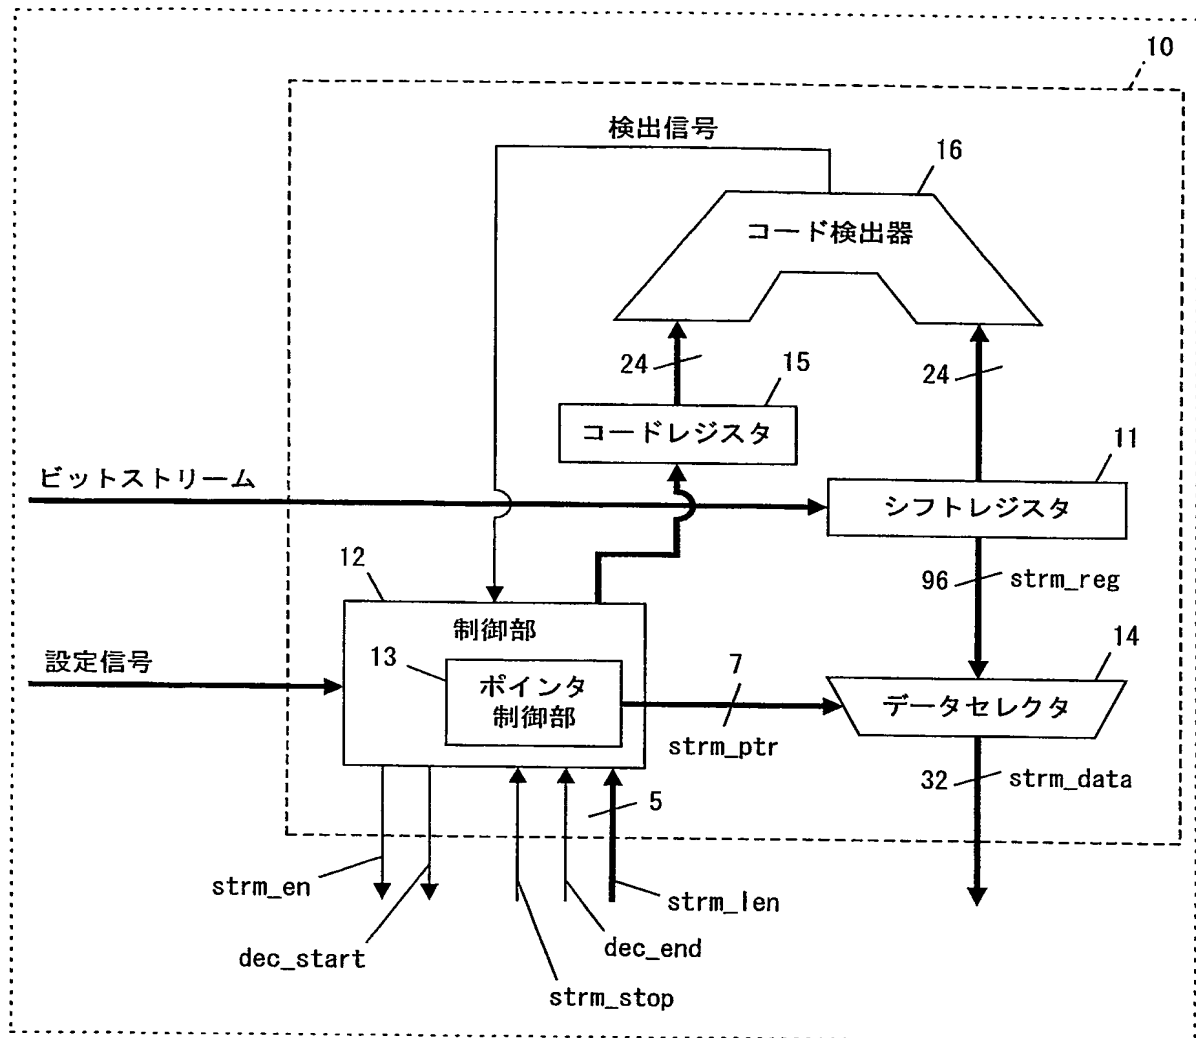 10
検出信号
16
コード検出器
24
15
24
コードレジスタ
11
ビットストリーム
シフトレジスタ
12
96
strm_reg
制御部
14
設定信号
13
7
ポインタ
制御部
データセレクタ
strm_ptr
32
strm_data
5
strm_en
strm_len
dec_start
dec_end
strm_stop